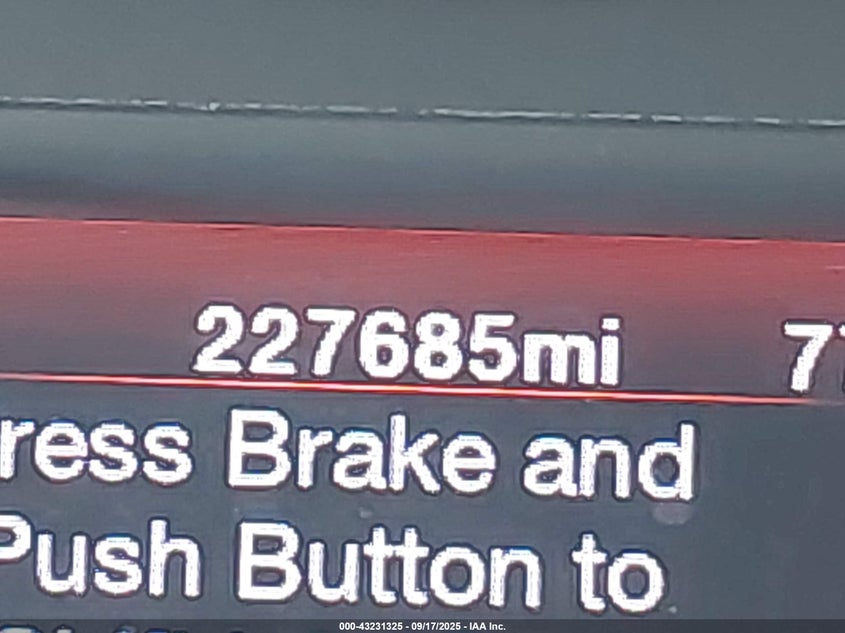 227685mi
ress Brake and
Push Button to
000-43231325 - 09/17/2025 - IAA Inc.